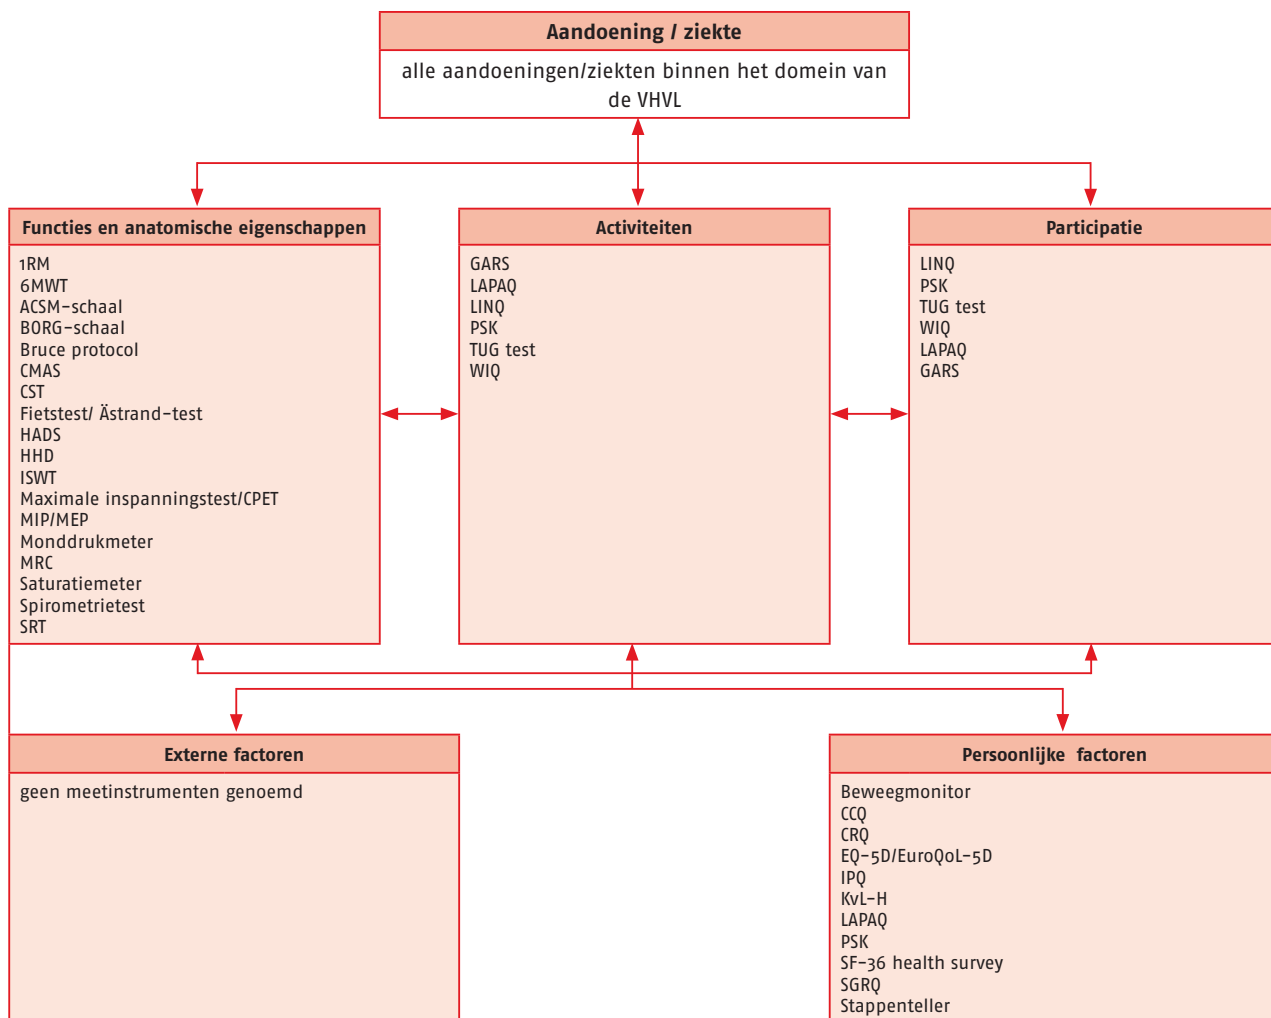 Aandoening / ziekte
alle aandoeningen/ziekten binnen het domein van
de VHVL
Functies en anatomische eigenschappen
1RM
6MWT
ACSM-schaal
BORG-schaal
Bruce protocol
CMAS
CST
Fietstest/ Ästrand-test
HADS
HHD
ISWT
Maximale inspanningstest/CPET
MIP/MEP
Monddrukmeter
MRC
Saturatiemeter
Spirometrietest
SRT
Activiteiten
GARS
LAPAQ
LINQ
PSK
TUG test
WIQ
Participatie
LINQ
PSK
TUG test
WIQ
LAPAQ
GARS
Externe factoren
geen meetinstrumenten genoemd
Persoonlijke factoren
Beweegmonitor
CCQ
CRQ
EQ-5D/EuroQoL-5D
IPQ
KvL-H
LAPAQ
PSK
SF-36 health survey
SGRQ
Stappenteller